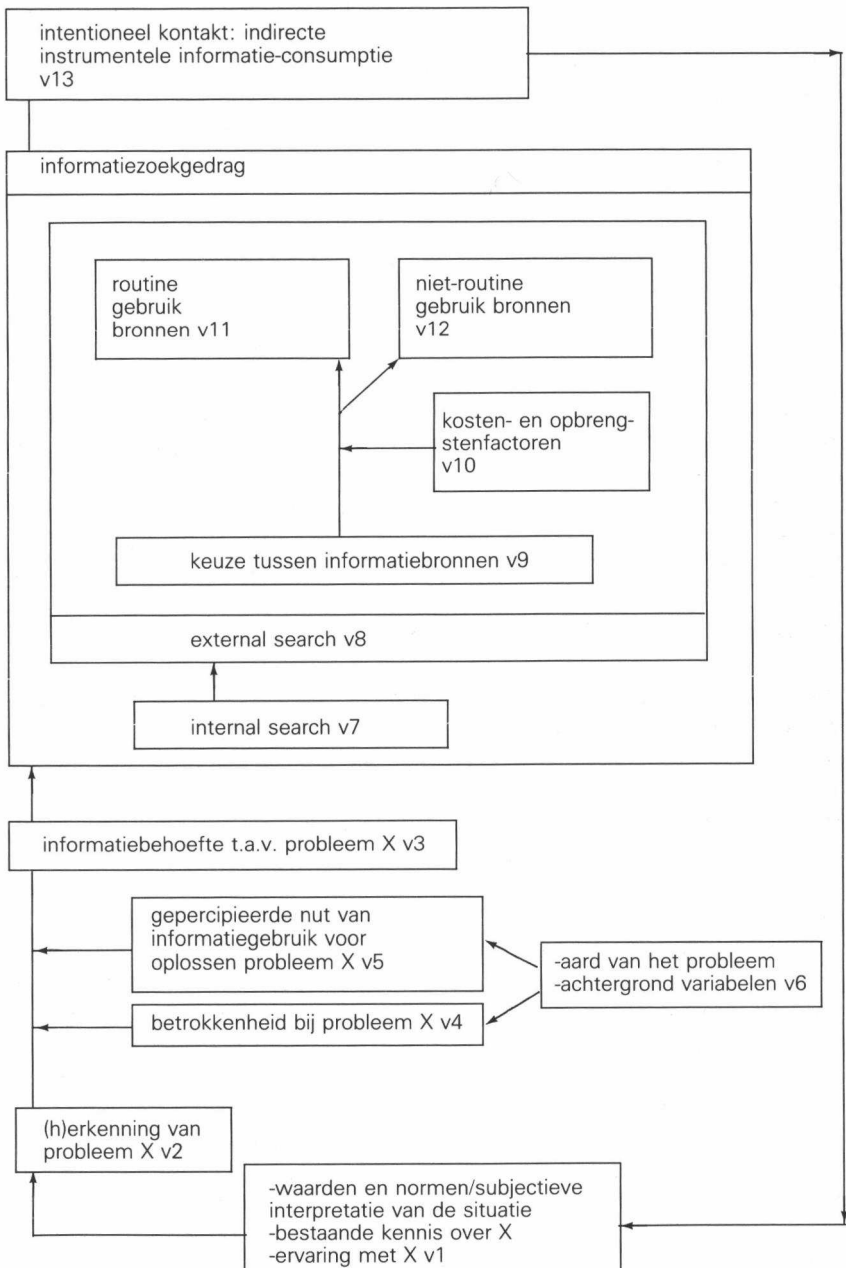 intentioneel kontakt: indirecte
instrumentele informatie-consumptie
v13
informatiezoekgedrag
routine
gebruik
bronnen v11
niet-routine
gebruik bronnen
v12
kosten- en opbreng-
stenfactoren
v10
keuze tussen informatiebronnen v9
external search v8
internal search v7
informatiebehoefte t.a.v. probleem X v3
gepercipieerde nut van
informatiegebruik voor
oplossen probleem X v5
-aard van het probleem
-achtergrond variabelen v6
betrokkenheid bij probleem X v4
(h)erkenning van
probleem X v2
-waarden en normen/subjectieve
interpretatie van de situatie
-bestaande kennis over X
-ervaring met X v1